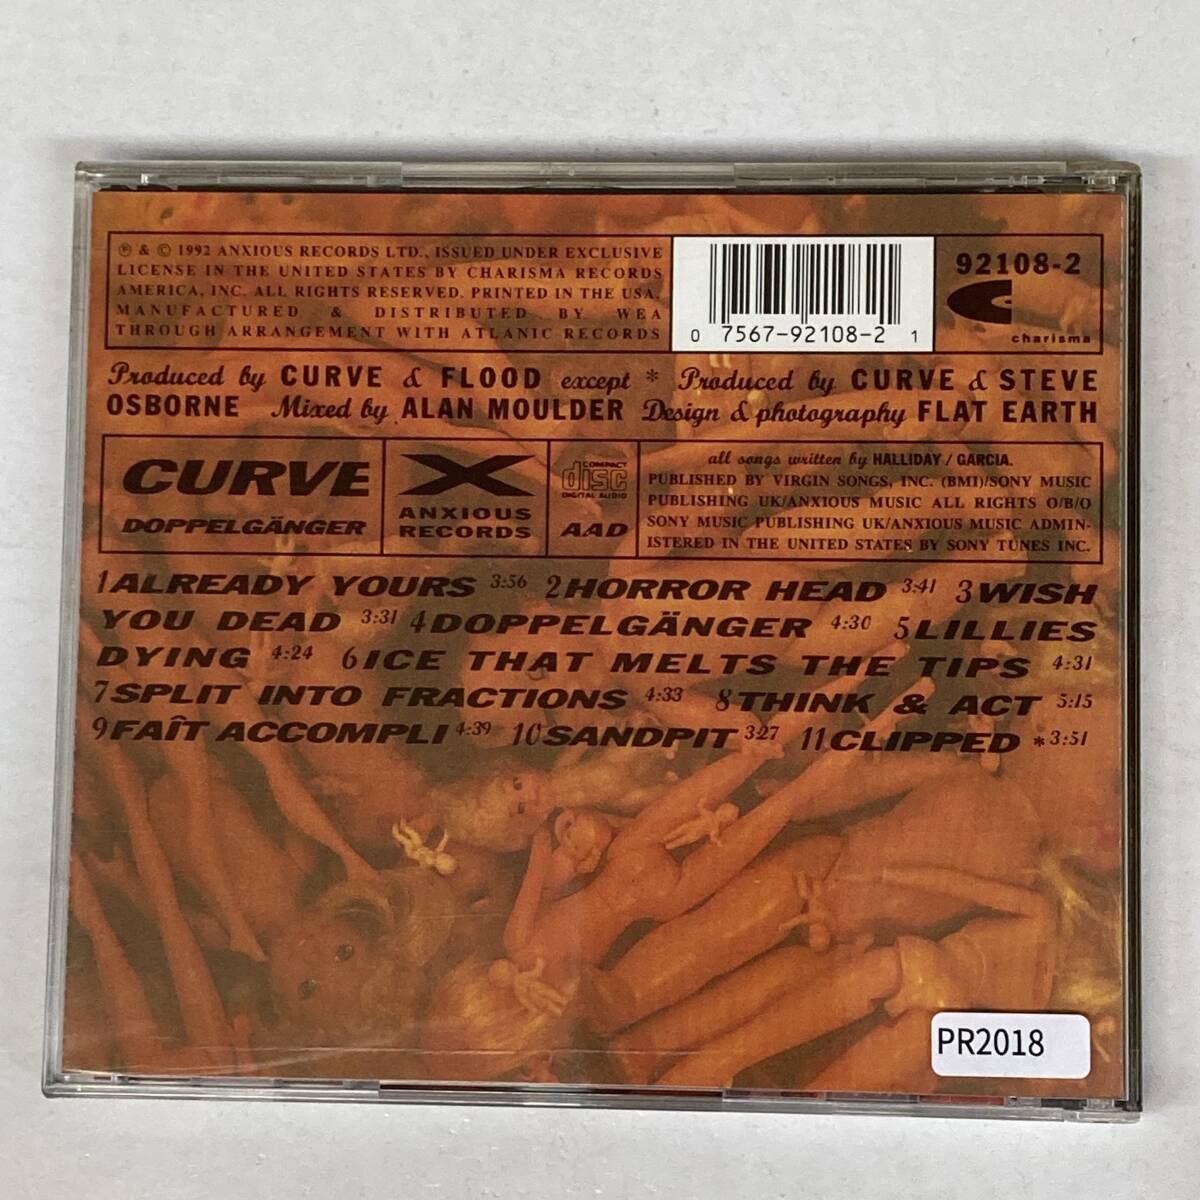 ℗ & © 1992 ANXIOUS RECORDS LTD., ISSUED UNDER EXCLUSIVE
LICENSE IN THE UNITED STATES BY CHARISMA RECORDS
AMERICA, INC. ALL RIGHTS RESERVED. PRINTED IN THE USA.
MANUFACTURED & DISTRIBUTED BY WEA
THROUGH ARRANGEMENT WITH ATLANIC RECORDS
0 7567-92108-2 1
92108-2
charisma
Produced by CURVE & FLOOD except * Produced by CURVE & STEVE
OSBORNE Mixed by ALAN MOULDER Design & photography FLAT EARTH
CURVE
DOPPELGÄNGER
X
ANXIOUS
RECORDS
COMPACT
disc
DIGITAL AUDIO
AAD
all songs written by HALLIDAY / GARCIA.
PUBLISHED BY VIRGIN SONGS, INC. (BMI)/SONY MUSIC
PUBLISHING UK/ANXIOUS MUSIC ALL RIGHTS O/B/O
SONY MUSIC PUBLISHING UK/ANXIOUS MUSIC ADMIN-
ISTERED IN THE UNITED STATES BY SONY TUNES INC.
1 ALREADY YOURS 3:56 2 HORROR HEAD 3:41 3 WISH
YOU DEAD 3:31 4 DOPPELGÄNGER 4:30 5 LILLIES
DYING 4:24 6 ICE THAT MELTS THE TIPS 4:31
7 SPLIT INTO FRACTIONS 4:33 8 THINK & ACT 5:15
9 FAÎT ACCOMPLI 4:39 10 SANDPIT 3:27 11 CLIPPED * 3:51
PR2018